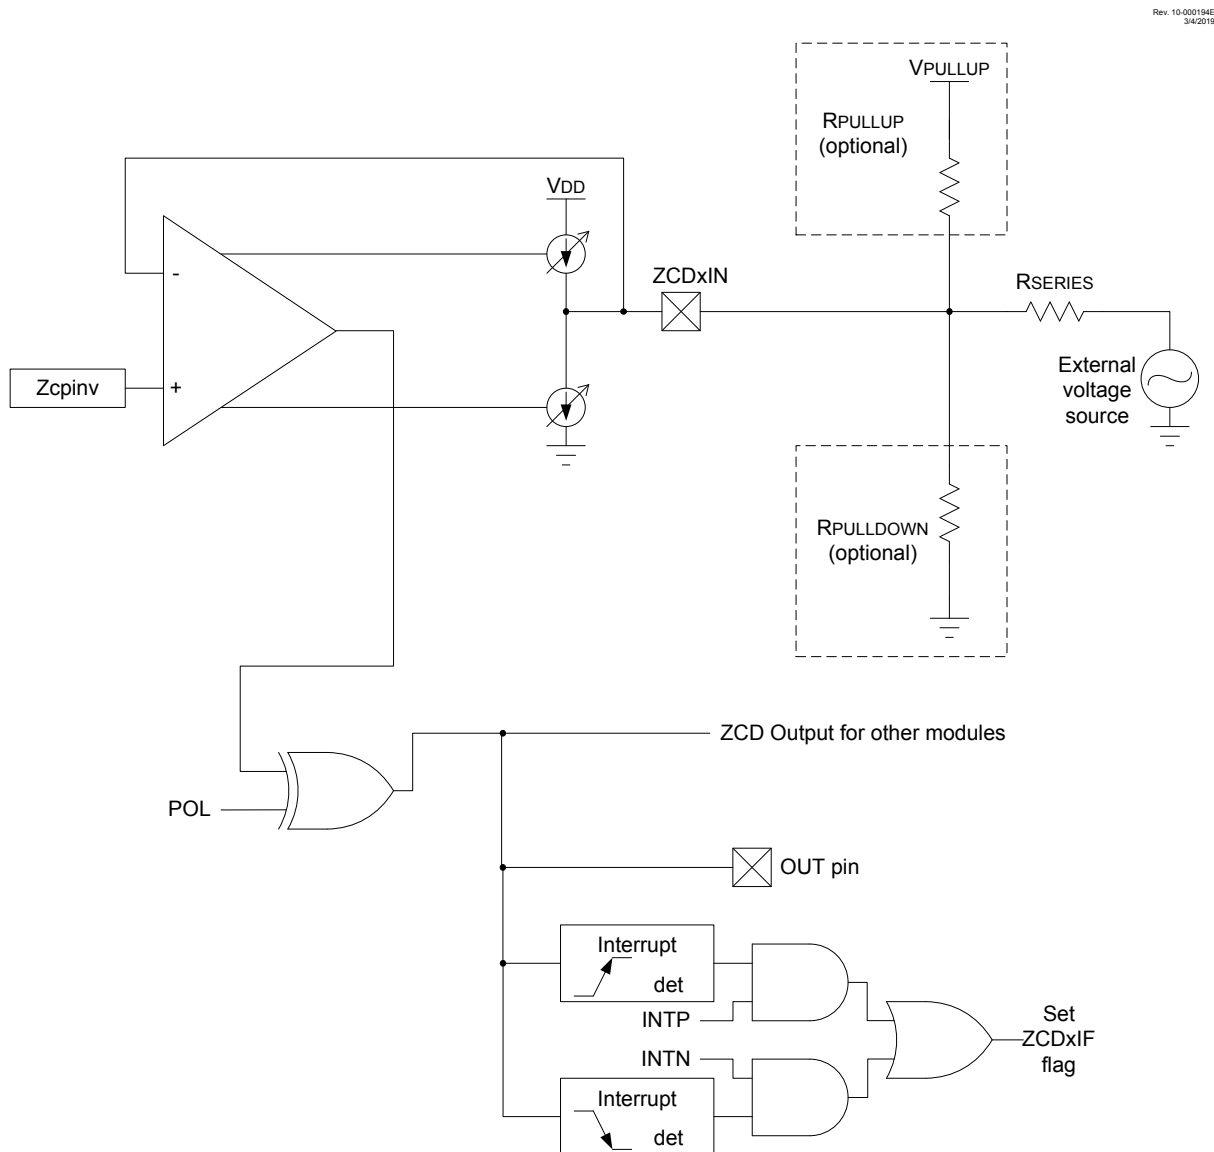 Rev. 10-000194E
3/4/2019
VPULLUP
RPULLUP
(optional)
VDD
-
ZCDxIN
RSERIES
External
voltage
source
Zcpinv
+
RPULLDOWN
(optional)
ZCD Output for other modules
POL
OUT pin
Interrupt
det
INTP
Set
ZCDxIF
flag
INTN
Interrupt
det